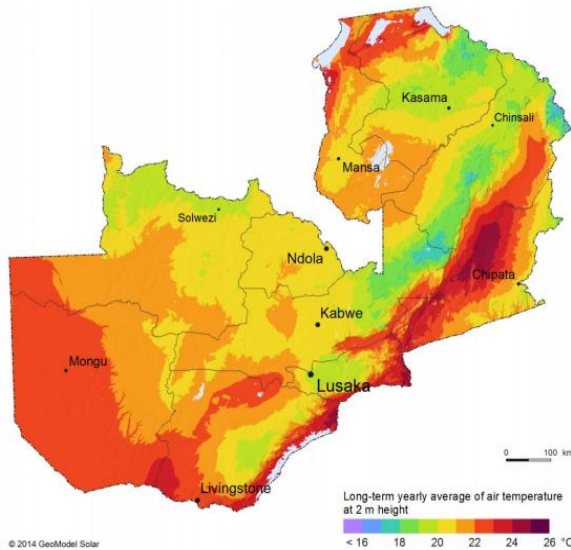 Kasama
Chinsali
Mansa
Solwezi
Ndola
Chipata
Kabwe
Mongu
Lusaka
0 100 km
Livingstone
Long-term yearly average of air temperature
at 2 m height
< 16 18 20 22 24 26 °C
© 2014 GeoModel Solar